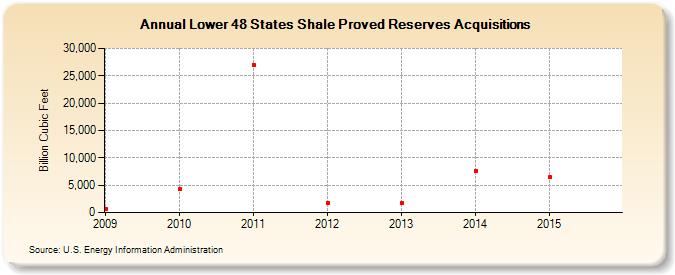 Annual Lower 48 States Shale Proved Reserves Acquisitions
Billion Cubic Feet
30,000
25,000
20,000
15,000
10,000
5,000
0
2009 2010 2011 2012 2013 2014 2015
Source: U.S. Energy Information Administration